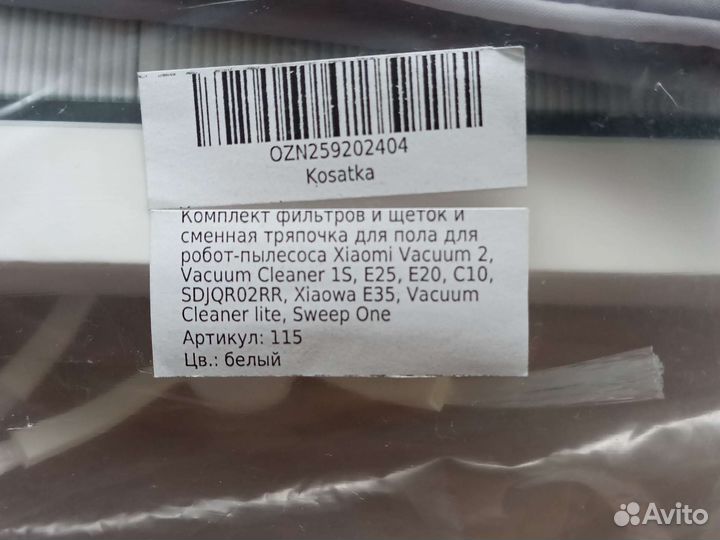 OZN259202404
Kosatka
Комплект фильтров и щеток и
сменная тряпочка для пола для
робот-пылесоса Xiaomi Vacuum 2,
Vacuum Cleaner 1S, E25, E20, C10,
SDJQR02RR, Xiaowa E35, Vacuum
Cleaner lite, Sweep One
Артикул: 115
Цв.: белый
Avito